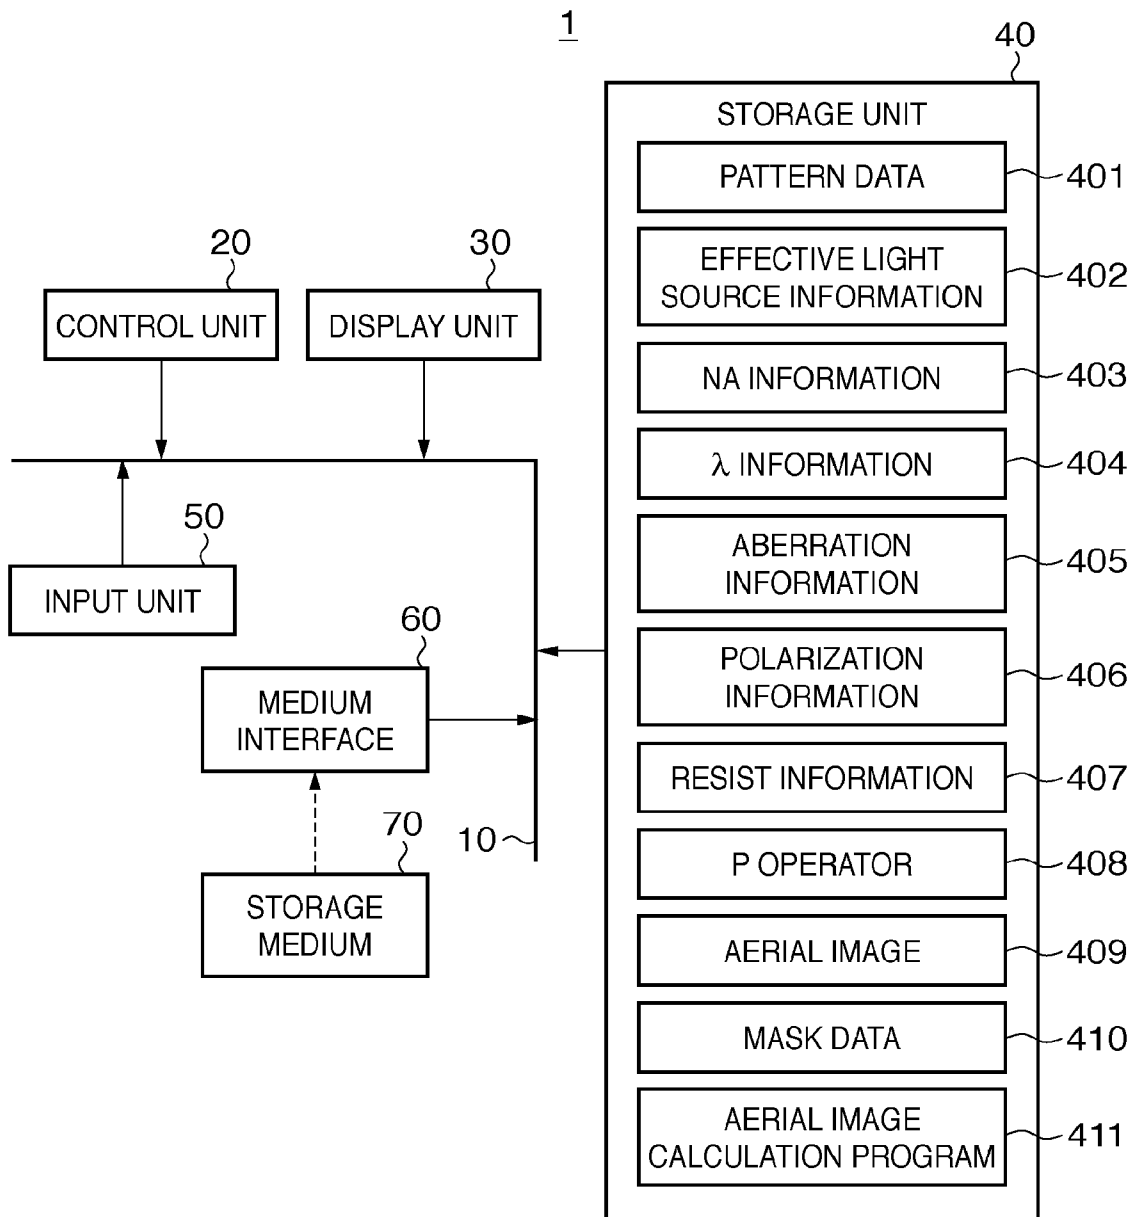 1
40
STORAGE UNIT
PATTERN DATA
401
EFFECTIVE LIGHT
SOURCE INFORMATION
402
NA INFORMATION
403
λ INFORMATION
404
ABERRATION
INFORMATION
405
POLARIZATION
INFORMATION
406
RESIST INFORMATION
407
P OPERATOR
408
AERIAL IMAGE
409
MASK DATA
410
AERIAL IMAGE
CALCULATION PROGRAM
411
20
CONTROL UNIT
30
DISPLAY UNIT
50
INPUT UNIT
60
MEDIUM
INTERFACE
10
70
STORAGE
MEDIUM